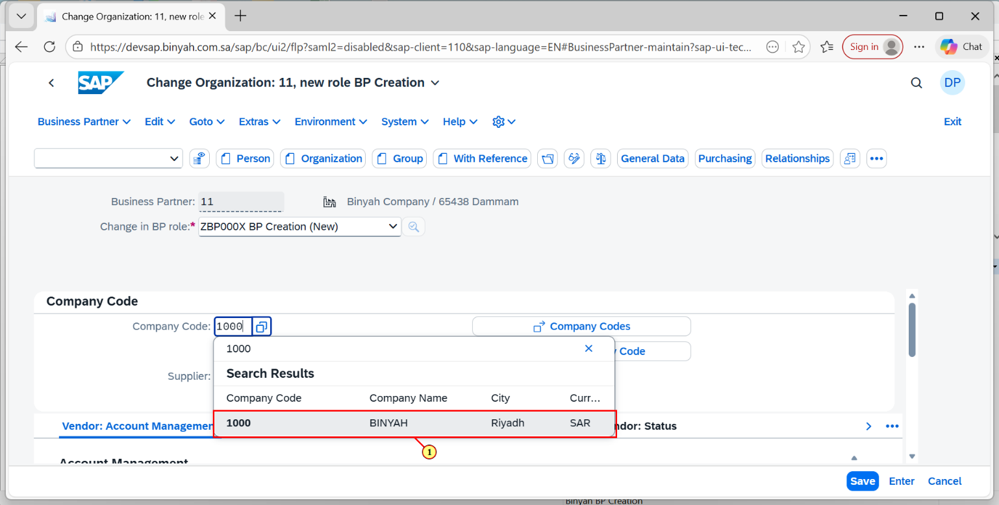 Change Organization: 11, new role
https://devsap.binyah.com.sa/sap/bc/ui2/flp?saml2=disabled&sap-client=110&sap-language=EN#BusinessPartner-maintain?sap-ui-tec...
Sign in
Chat
SAP
Change Organization: 11, new role BP Creation
DP
Business Partner
Edit
Goto
Extras
Environment
System
Help
Exit
Person
Organization
Group
With Reference
General Data
Purchasing
Relationships
Business Partner: 11
Binyah Company / 65438 Dammam
Change in BP role:* ZBP000X BP Creation (New)
Company Code
Company Code: 1000
Company Codes
1000
Code
Search Results
Supplier:
Company Code Company Name City Curr...
1000 BINYAH Riyadh SAR
Vendor: Account Managemen
ndor: Status
1
Account Management
Save
Enter
Cancel
Binyah BP Creation